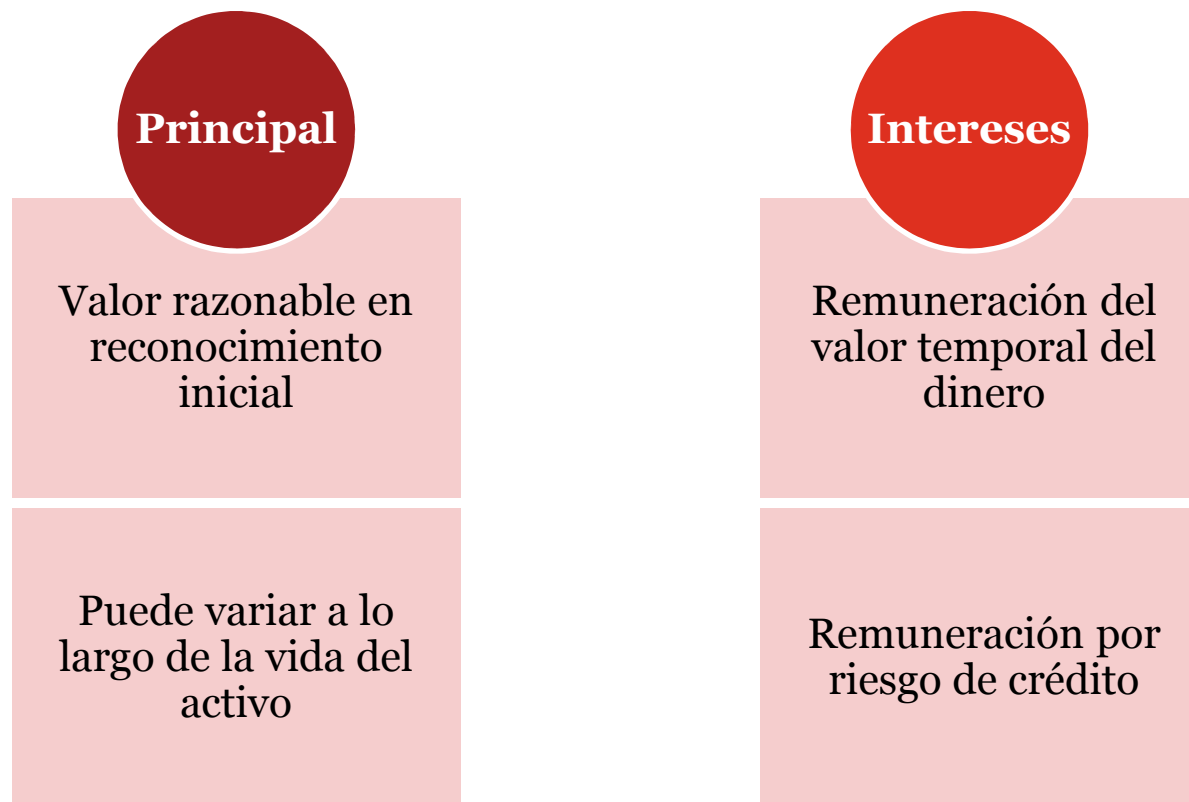 Principal
Valor razonable en
reconocimiento
inicial
Puede variar a lo
largo de la vida del
activo
Intereses
Remuneración del
valor temporal del
dinero
Remuneración por
riesgo de crédito